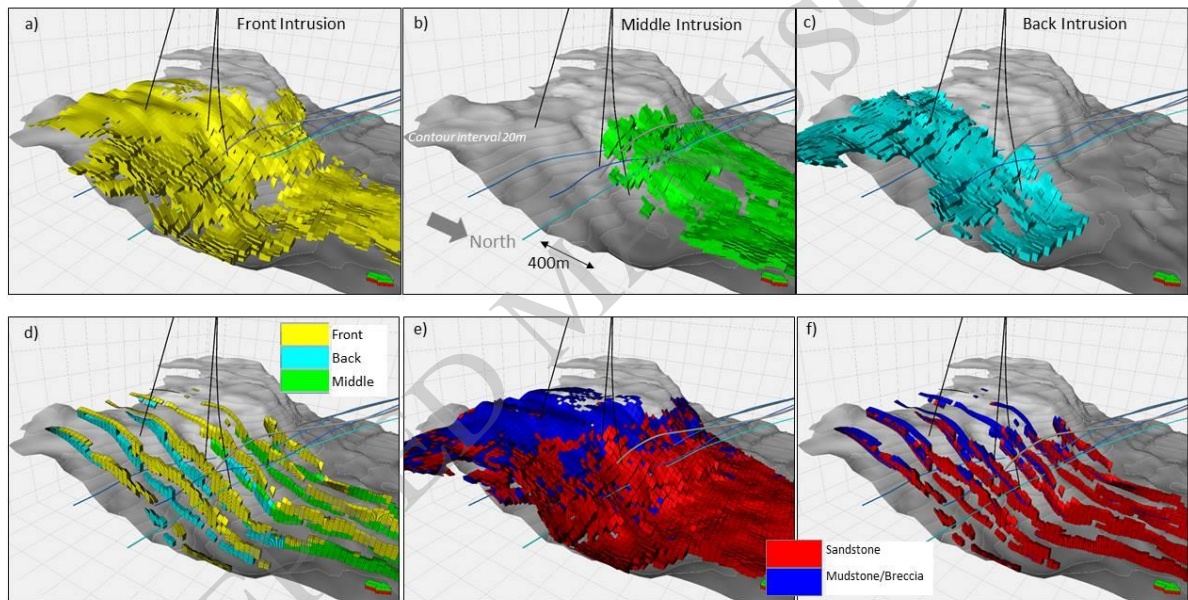 a)
Front Intrusion
b)
Middle Intrusion
Contour interval 20m
North
400m
c)
Back Intrusion
d)
Front
Back
Middle
e)
f)
Sandstone
Mudstone/Breccia